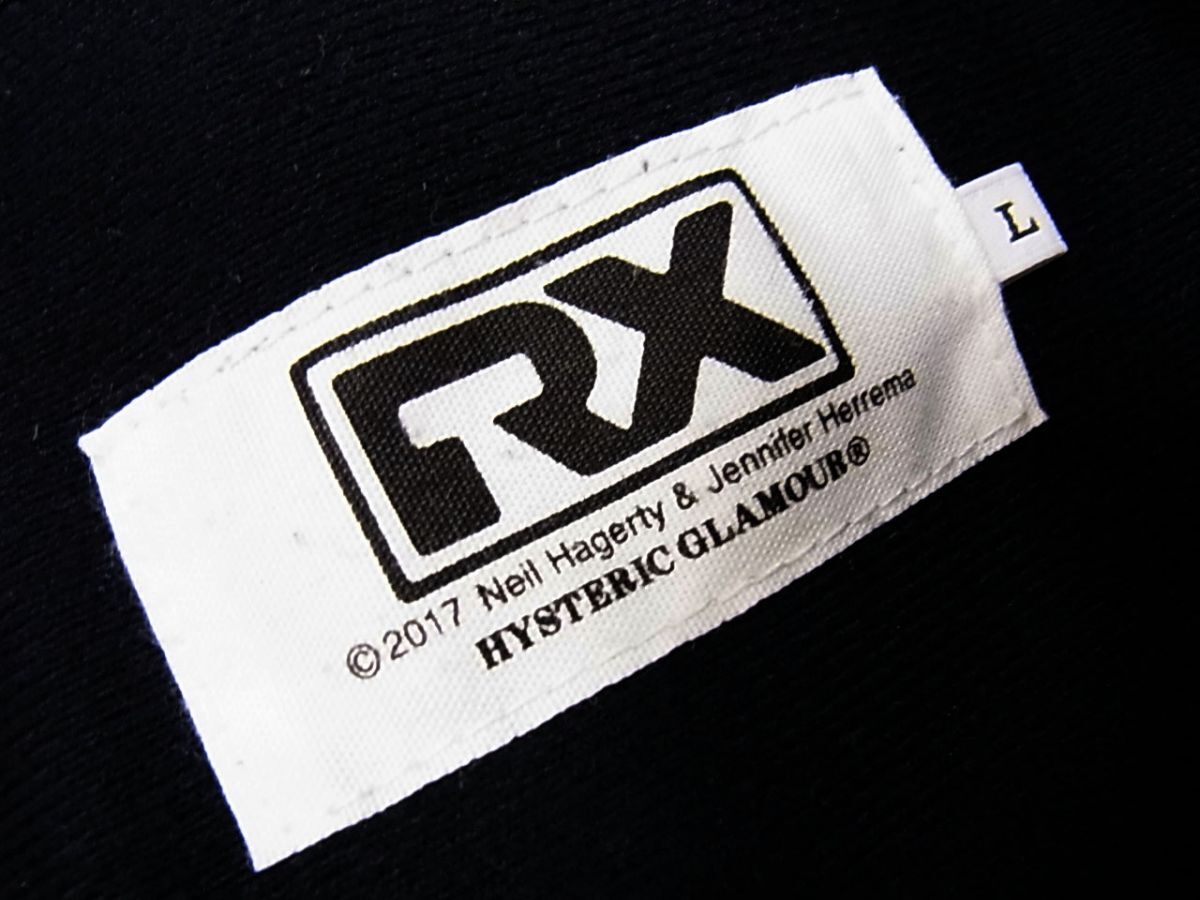 RX
L
©2017 Neil Hagerty & Jennifer Herrema
HYSTERIC GLAMOUR®